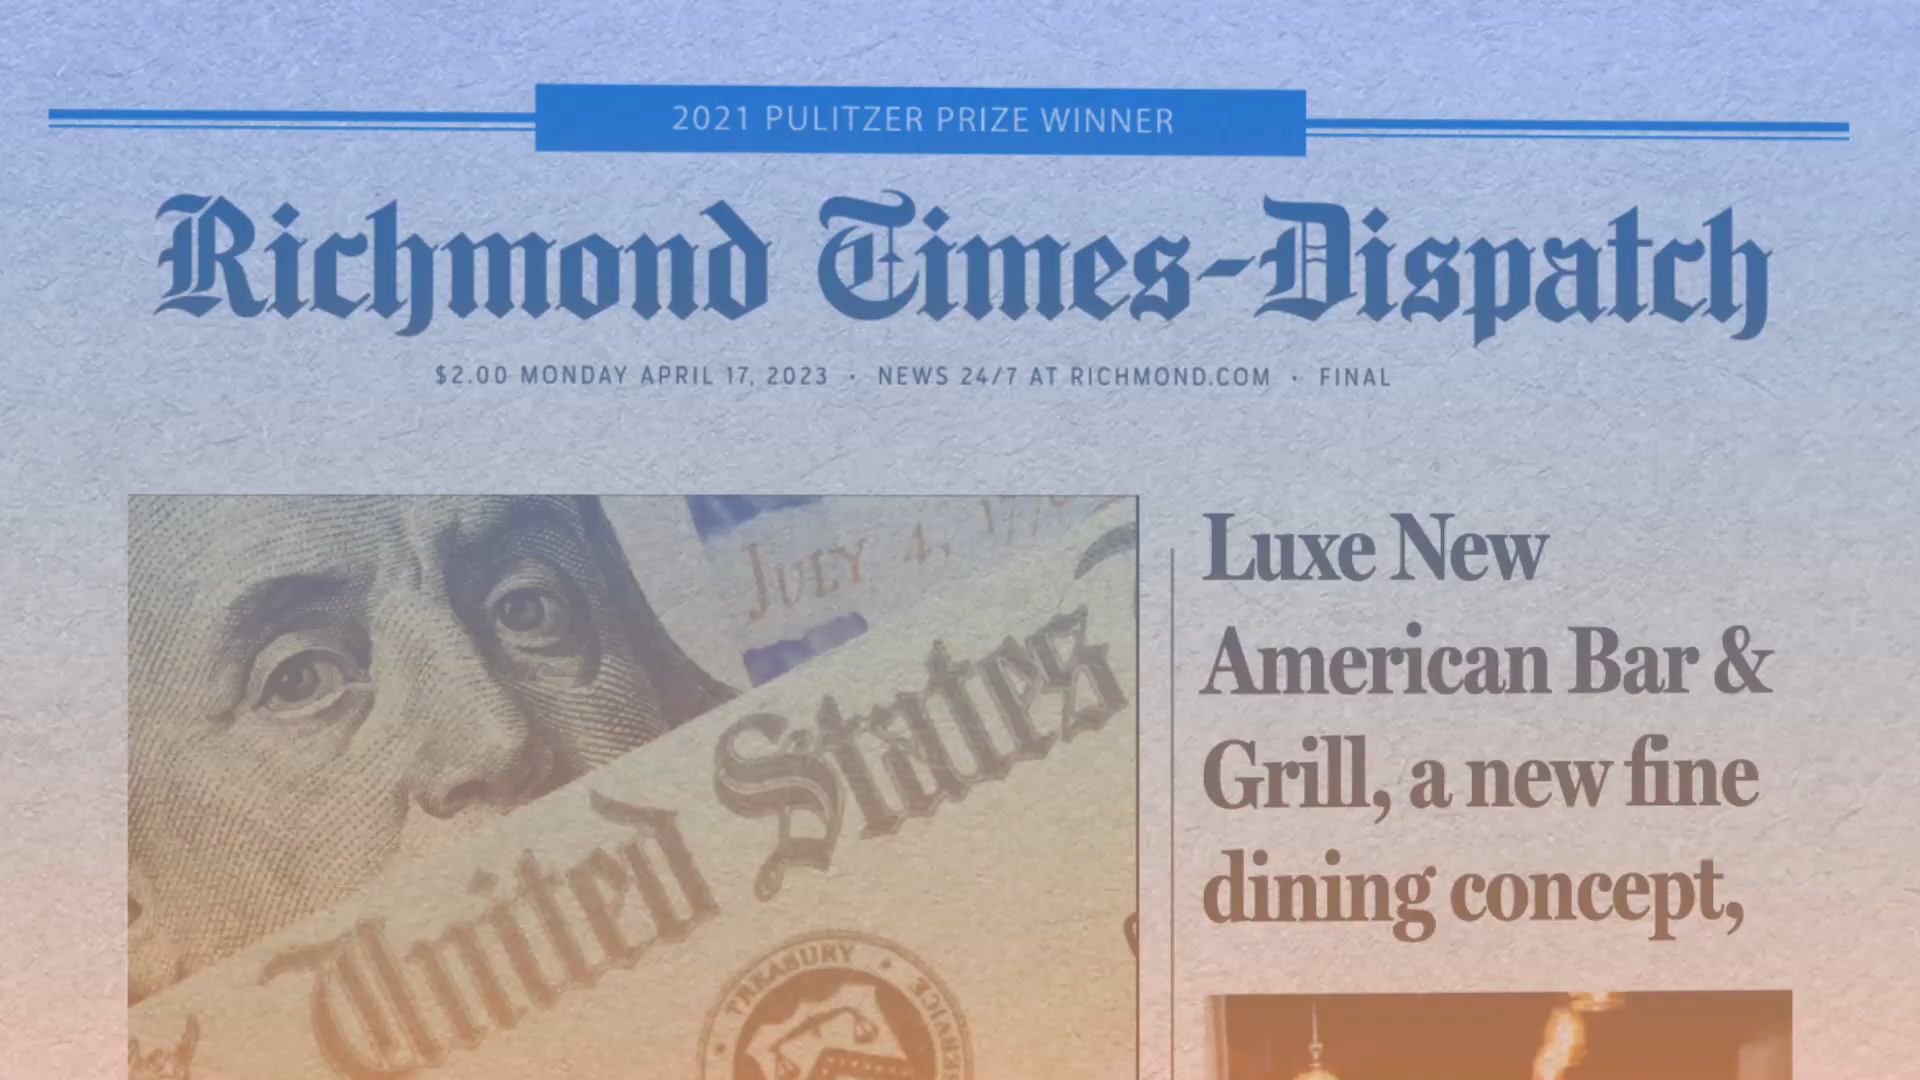 2021 PULITZER PRIZE WINNER
Richmond Times-Dispatch
$2.00 MONDAY APRIL 17, 2023 · NEWS 24/7 AT RICHMOND.COM · FINAL
JULY 4, 177
United States
TREASURY
Luxe New
American Bar &
Grill, a new fine
dining concept,